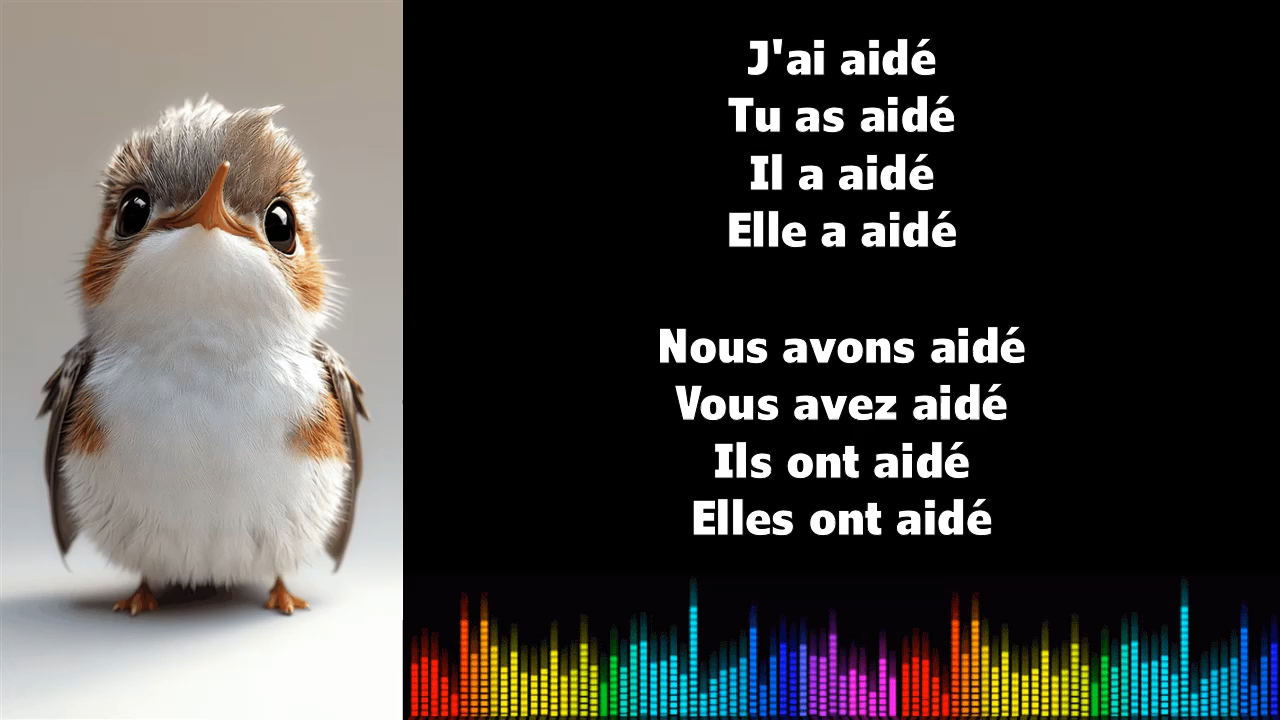 J'ai aidé
Tu as aidé
Il a aidé
Elle a aidé
Nous avons aidé
Vous avez aidé
Ils ont aidé
Elles ont aidé